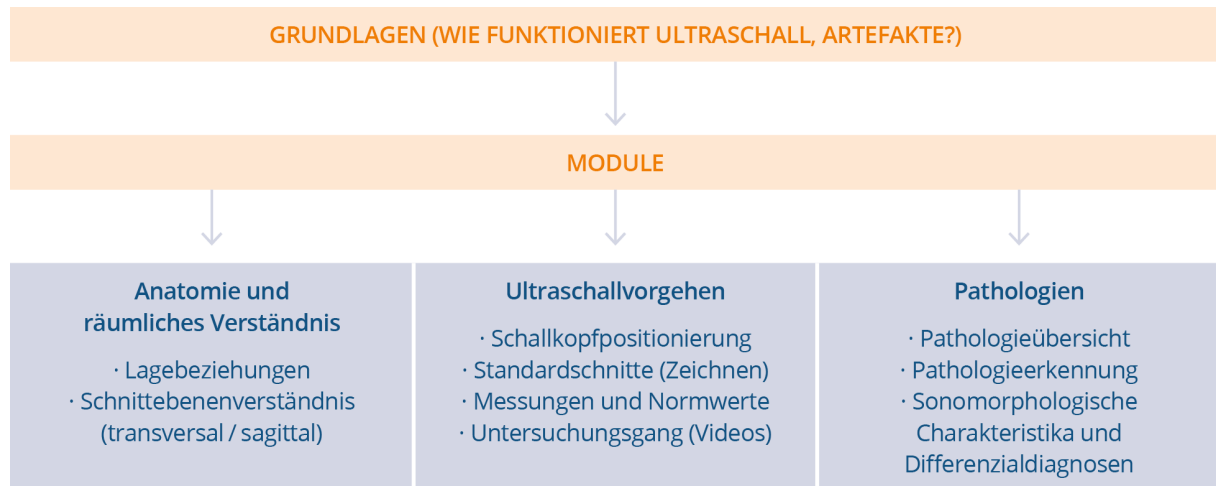 GRUNDLAGEN (WIE FUNKTIONIERT ULTRASCHALL, ARTEFAKTE?)
MODULE
Anatomie und
räumliches Verständnis
· Lagebeziehungen
· Schnittebenenverständnis
(transversal / sagittal)
Ultraschallvorgehen
· Schallkopfpositionierung
· Standardschnitte (Zeichnen)
· Messungen und Normwerte
· Untersuchungsgang (Videos)
Pathologien
· Pathologieübersicht
· Pathologieerkennung
· Sonomorphologische
Charakteristika und
Differenzialdiagnosen